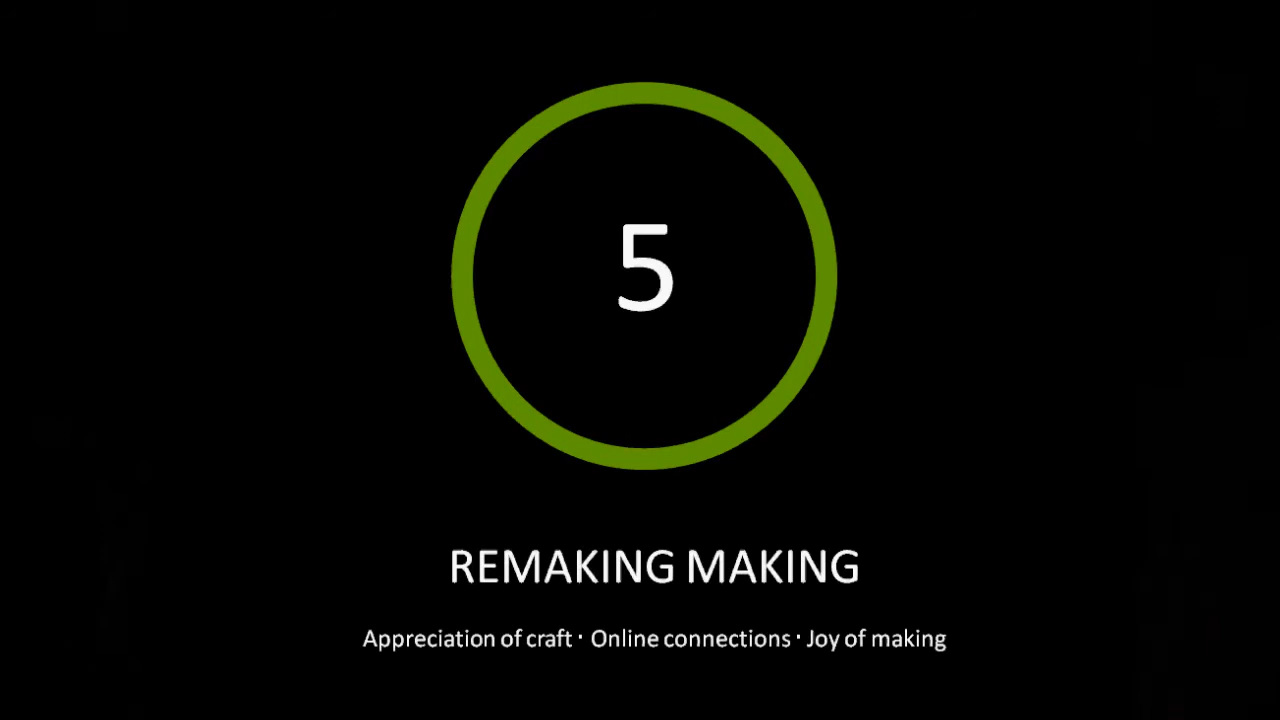 5
REMAKING MAKING
Appreciation of craft · Online connections · Joy of making